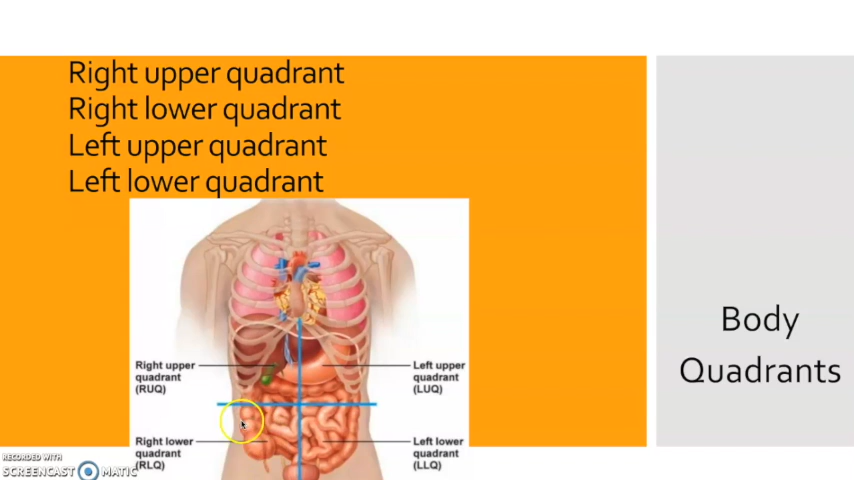 Right upper quadrant
Right lower quadrant
Left upper quadrant
Left lower quadrant
Right upper
quadrant
(RUQ)
Left upper
quadrant
(LUQ)
Right lower
quadrant
(RLQ)
Left lower
quadrant
(LLQ)
Body
Quadrants
RECORDED WITH
SCREENCAST MATIC